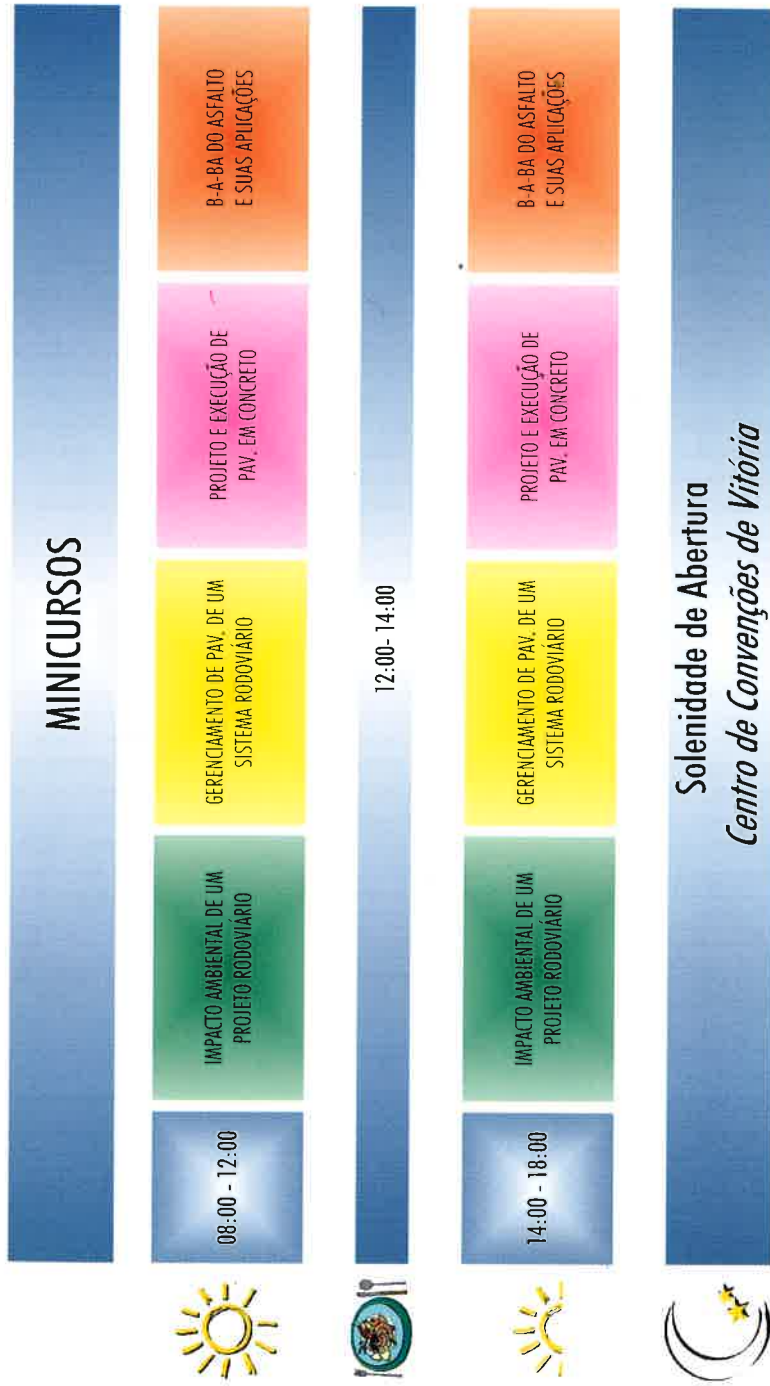 MINICURSOS
08:00 - 12:00
IMPACTO AMBIENTAL DE UM
PROJETO RODOVIÁRIO
GERENCIAMENTO DE PAV. DE UM
SISTEMA RODOVIÁRIO
PROJETO E EXECUÇÃO DE
PAV. EM CONCRETO
B-A-BA DO ASFALTO
E SUAS APLICAÇÕES
12:00- 14:00
14:00 - 18:00
IMPACTO AMBIENTAL DE UM
PROJETO RODOVIÁRIO
GERENCIAMENTO DE PAV. DE UM
SISTEMA RODOVIÁRIO
PROJETO E EXECUÇÃO DE
PAV. EM CONCRETO
B-A-BA DO ASFALTO
E SUAS APLICAÇÕES
Solenidade de Abertura
Centro de Convenções de Vitória